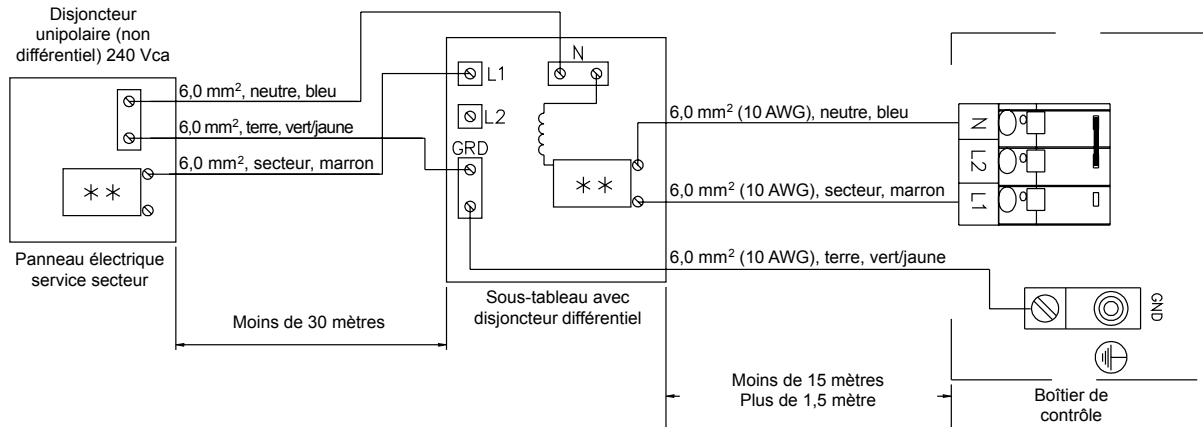 Disjoncteur
unipolaire (non
différentiel) 240 Vca
6,0 mm², neutre, bleu
6,0 mm², terre, vert/jaune
6,0 mm², secteur, marron
**
Panneau électrique
service secteur
Moins de 30 mètres
N
L1
L2
GRD
**
Sous-tableau avec
disjoncteur différentiel
6,0 mm² (10 AWG), neutre, bleu
6,0 mm² (10 AWG), secteur, marron
6,0 mm² (10 AWG), terre, vert/jaune
Moins de 15 mètres
Plus de 1,5 mètre
N
L2
L1
GND
Boîtier de
contrôle